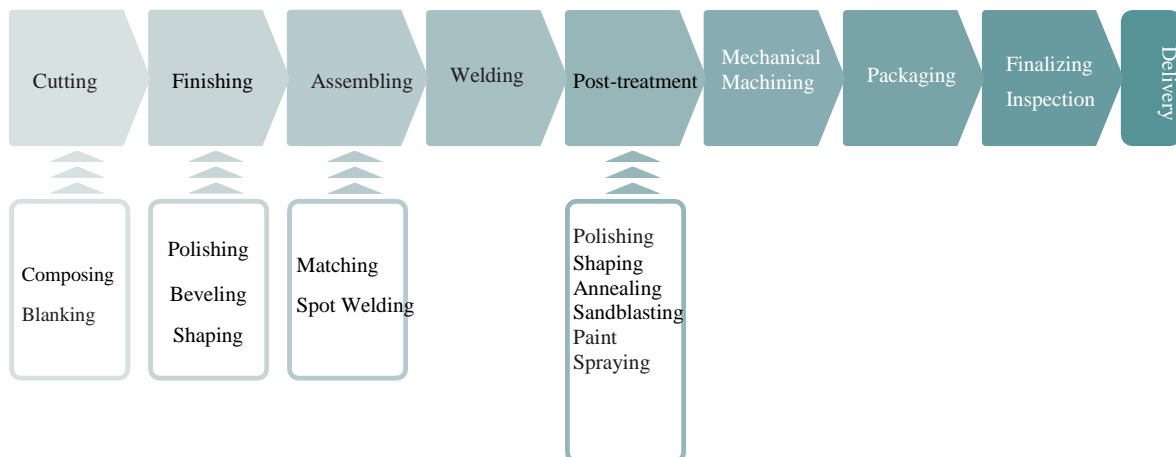 Cutting
Finishing
Assembling
Welding
Post-treatment
Mechanical
Machining
Packaging
Finalizing
Inspection
Delivery
Composing
Blanking
Polishing
Beveling
Shaping
Matching
Spot Welding
Polishing
Shaping
Annealing
Sandblasting
Paint
Spraying